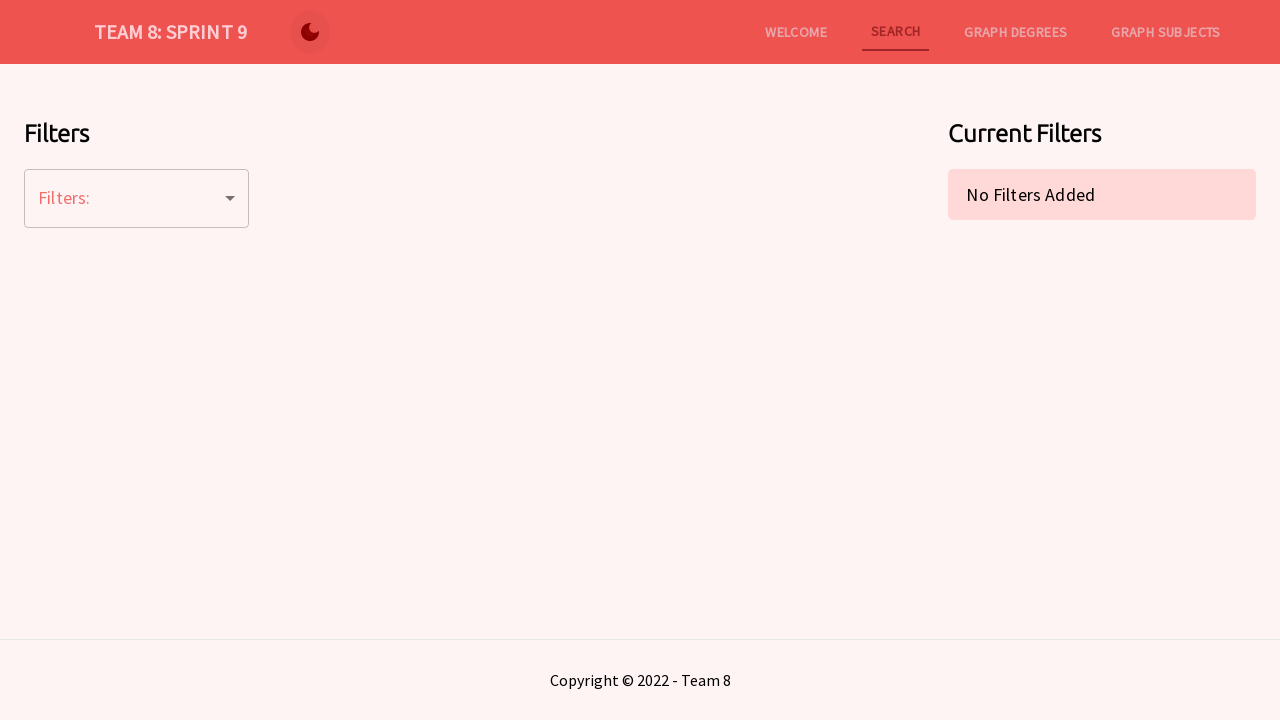 TEAM 8: SPRINT 9
WELCOME
SEARCH
GRAPH DEGREES
GRAPH SUBJECTS
Filters
Current Filters
Filters:
No Filters Added
Copyright © 2022 - Team 8